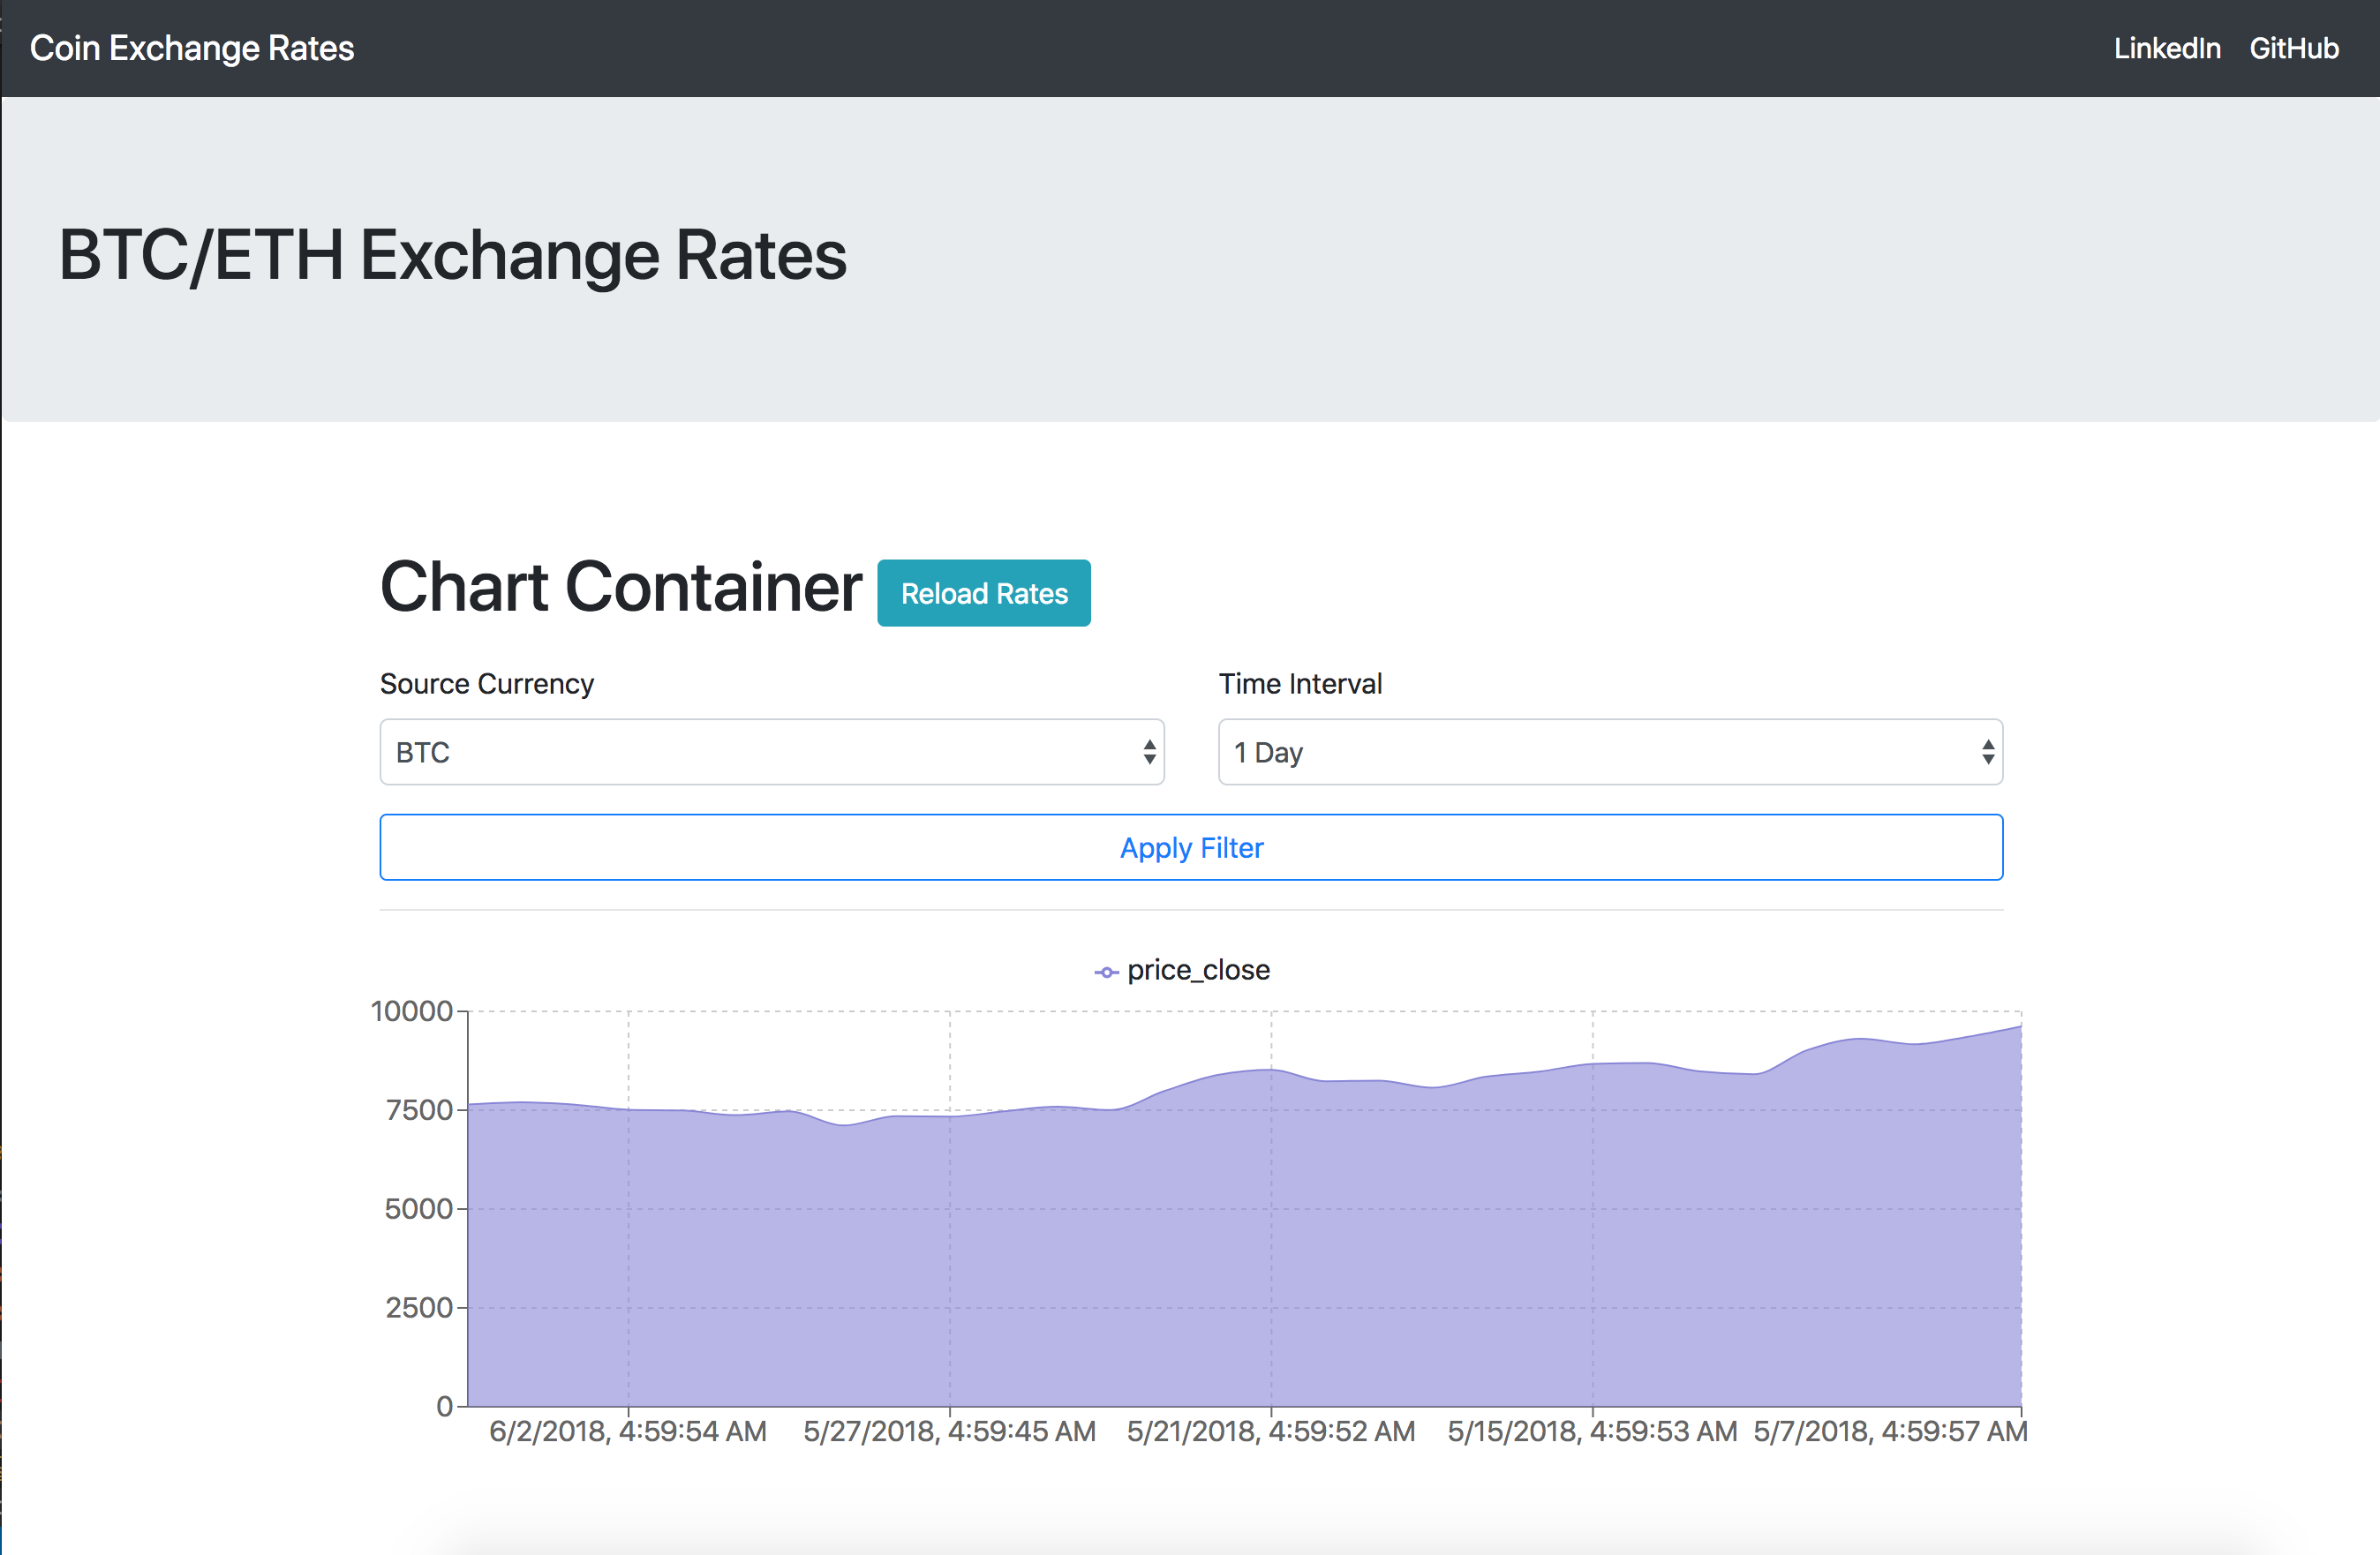 Coin Exchange Rates LinkedIn GitHub
BTC/ETH Exchange Rates
Chart Container Reload Rates
Source Currency Time Interval
BTC 1 Day
Apply Filter
price_close
10000
7500
5000
2500
0
6/2/2018, 4:59:54 AM 5/27/2018, 4:59:45 AM 5/21/2018, 4:59:52 AM 5/15/2018, 4:59:53 AM 5/7/2018, 4:59:57 AM